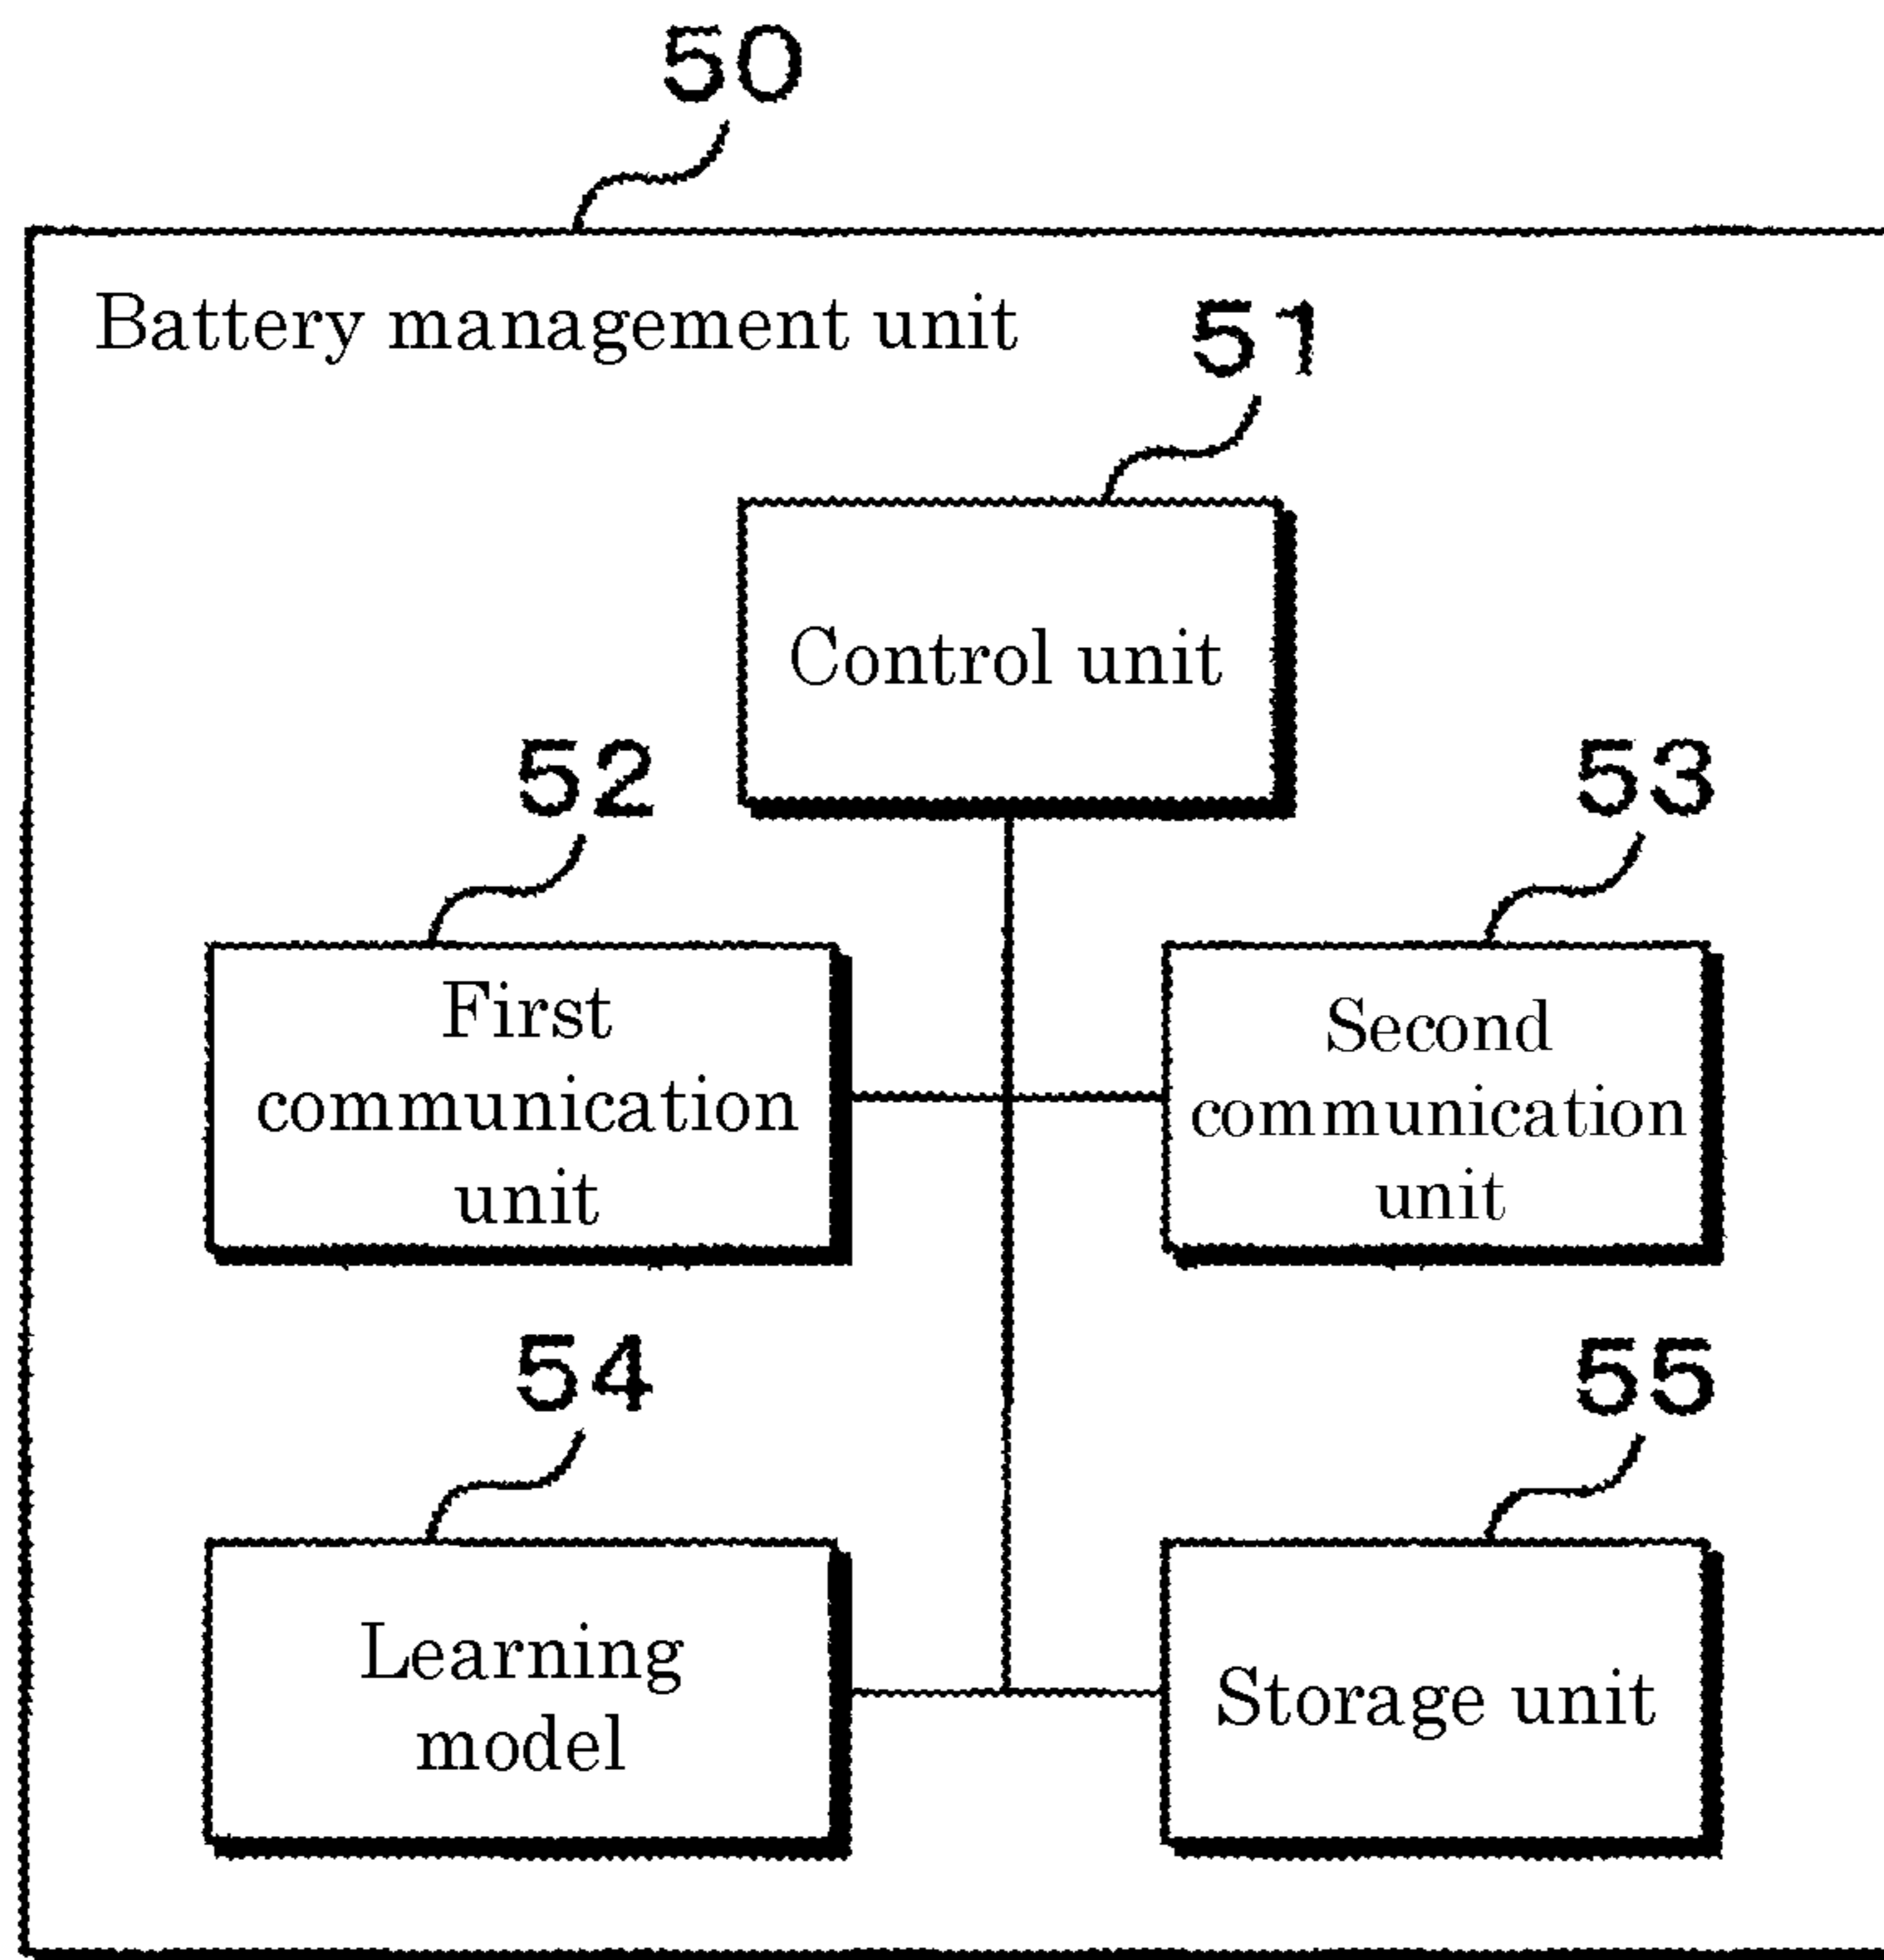 50
Battery management unit
51
Control unit
52
53
First
communication
unit
Second
communication
unit
54
55
Learning
model
Storage unit